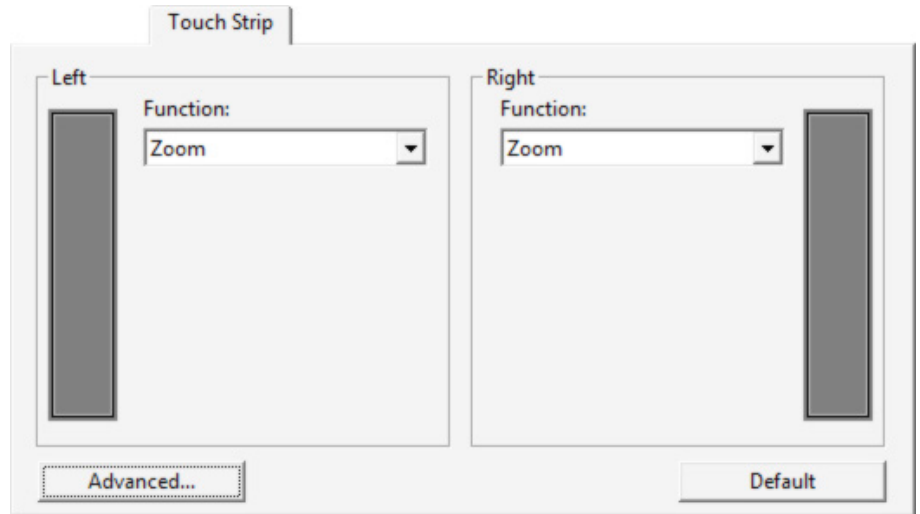 Touch Strip
Left
Function:
Zoom
Right
Function:
Zoom
Advanced...
Default